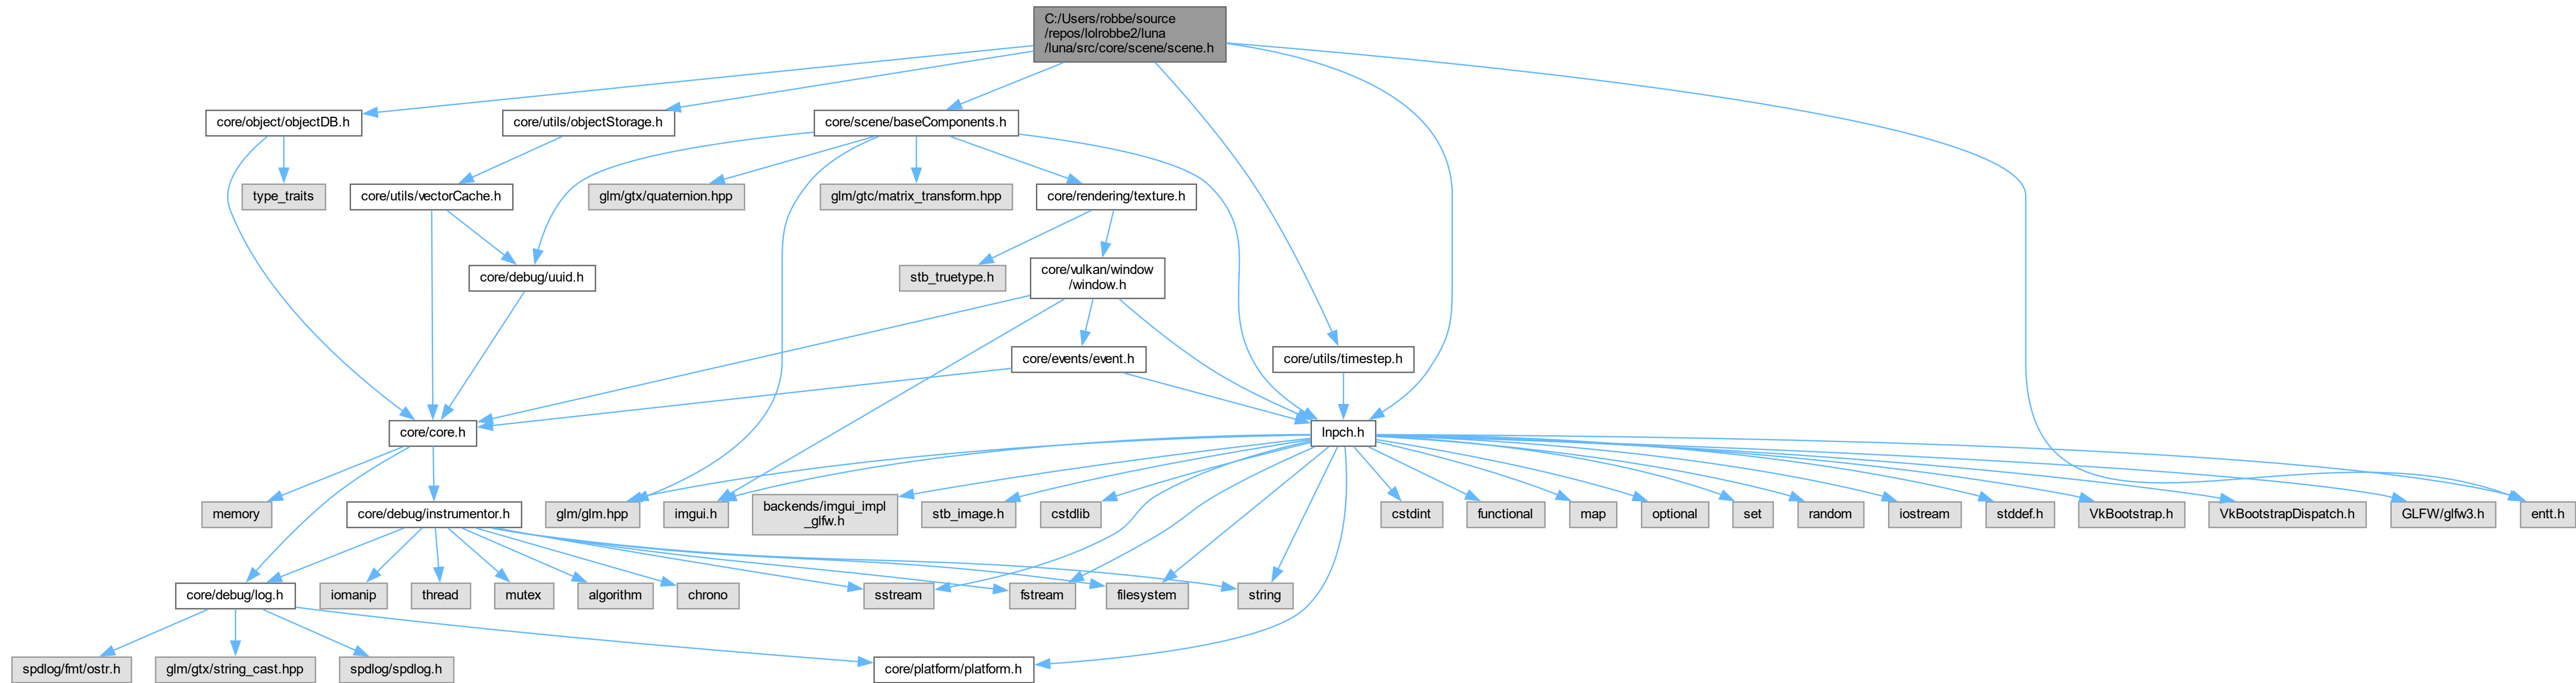 C:/Users/robbe/source
/repos/lolrobbe2/luna
/luna/src/core/scene/scene.h
core/object/objectDB.h
core/utils/objectStorage.h
core/scene/baseComponents.h
type_traits
core/utils/vectorCache.h
glm/gtx/quaternion.hpp
glm/gtc/matrix_transform.hpp
core/rendering/texture.h
core/debug/uuid.h
stb_truetype.h
core/vulkan/window
/window.h
core/events/event.h
core/utils/timestep.h
core/core.h
lnpch.h
memory
core/debug/instrumentor.h
glm/glm.hpp
imgui.h
backends/imgui_impl
_glfw.h
stb_image.h
cstdlib
cstdint
functional
map
optional
set
random
iostream
stddef.h
VkBootstrap.h
VkBootstrapDispatch.h
GLFW/glfw3.h
entt.h
core/debug/log.h
iomanip
thread
mutex
algorithm
chrono
sstream
fstream
filesystem
string
spdlog/fmt/ostr.h
glm/gtx/string_cast.hpp
spdlog/spdlog.h
core/platform/platform.h